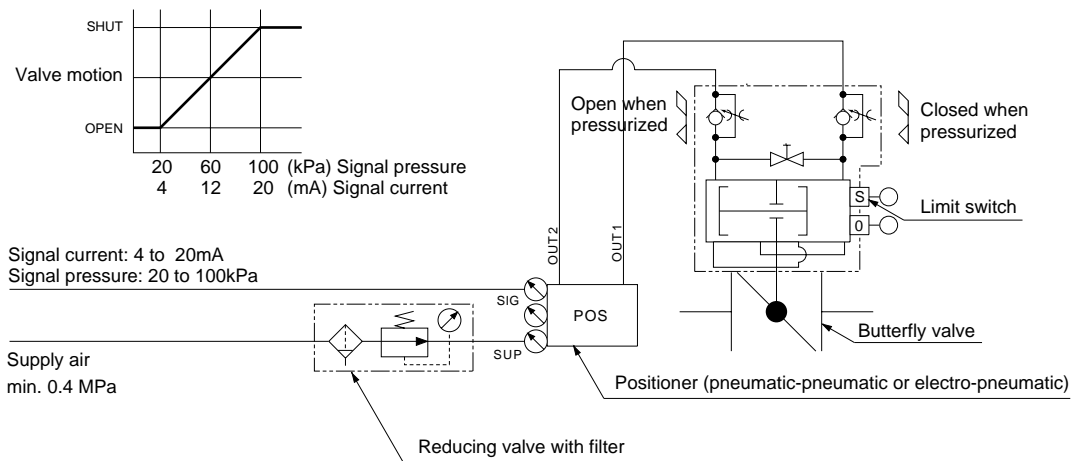 SHUT
Valve motion
OPEN
20 60 100 (kPa) Signal pressure
4 12 20 (mA) Signal current
Open when
pressurized
Closed when
pressurized
S
0
Limit switch
OUT2
OUT1
Signal current: 4 to 20mA
Signal pressure: 20 to 100kPa
SIG
POS
SUP
Butterfly valve
Supply air
min. 0.4 MPa
Positioner (pneumatic-pneumatic or electro-pneumatic)
Reducing valve with filter